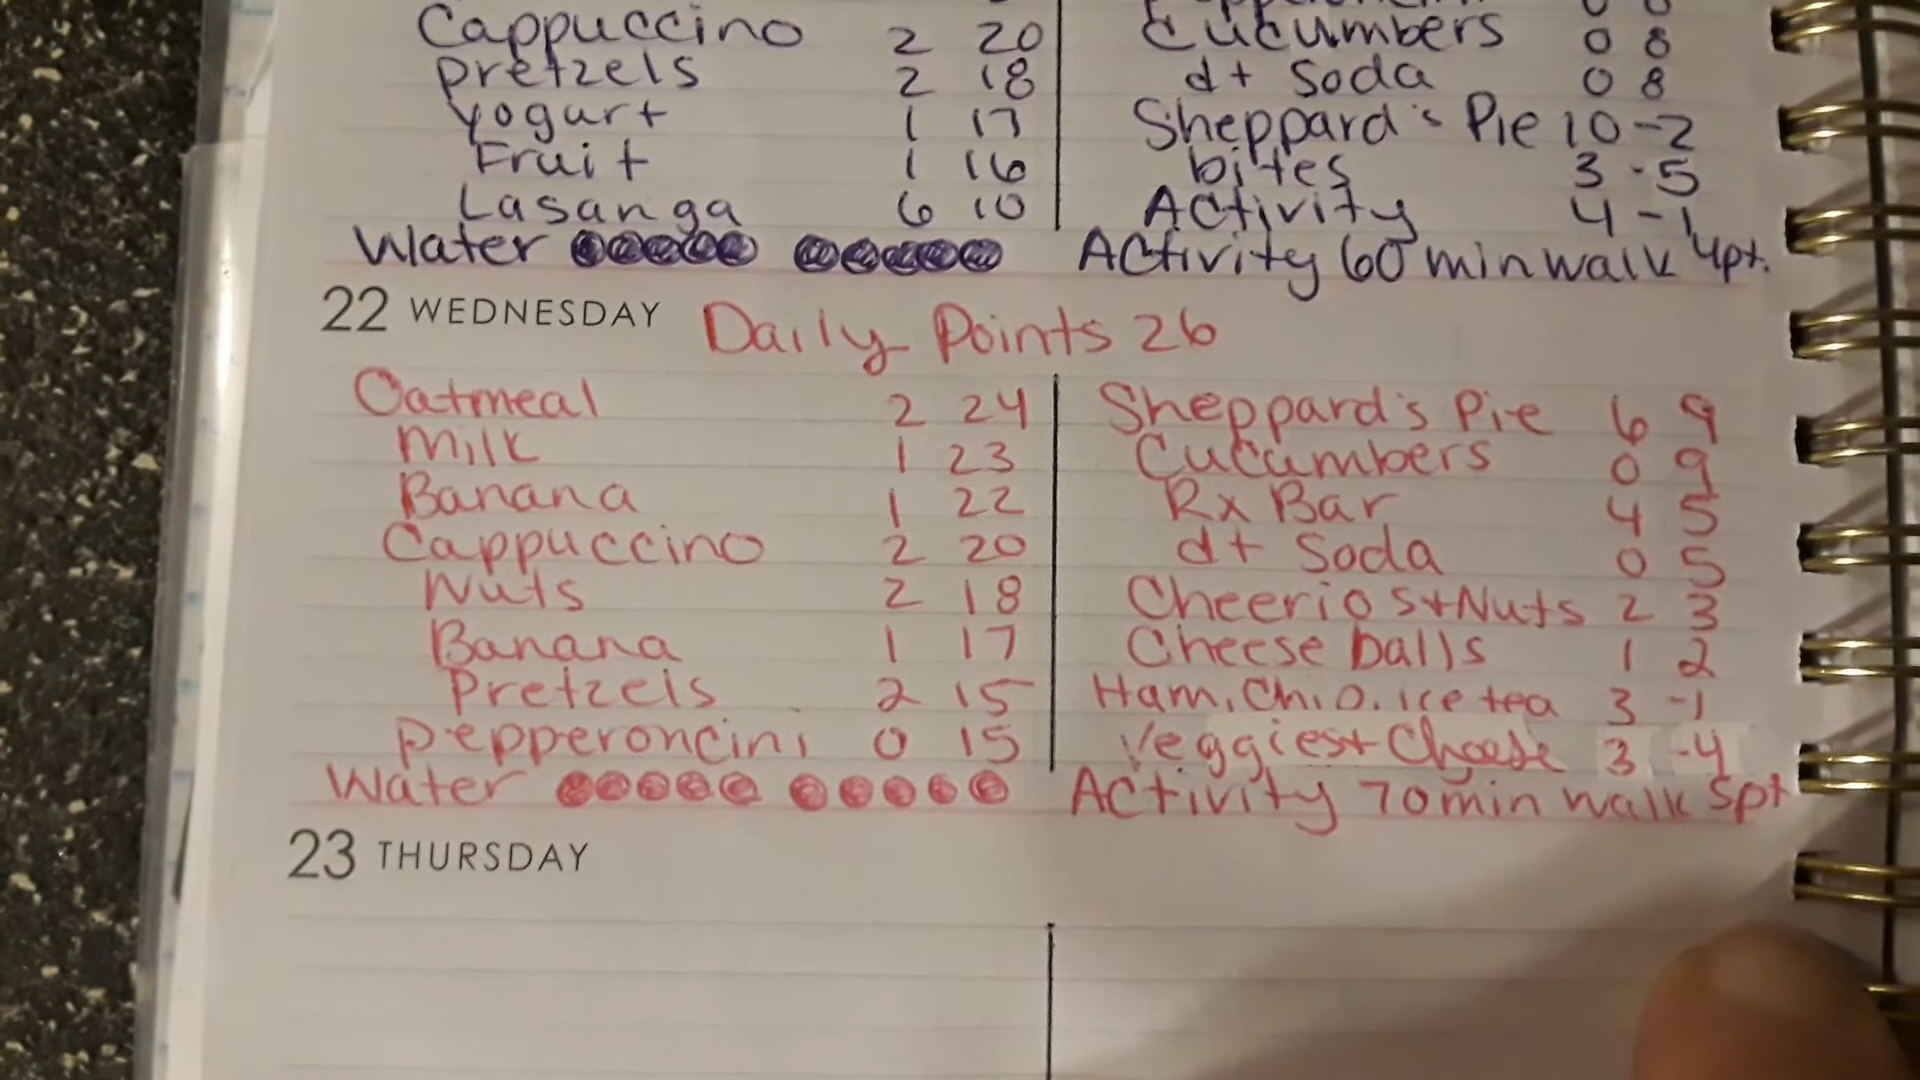 Cappuccino 2 20
pretzels 2 18
yogurt 1 17
Fruit 1 16
Lasanga 6 10
Cucumbers 0 8
dt Soda 0 8
Sheppard's Pie 10 -2
bites 3 -5
Activity 4 -1
Water
Activity 60 min walk 4pt.
22 WEDNESDAY
Daily Points 26
Oatmeal 2 24
Milk 1 23
Banana 1 22
Cappuccino 2 20
Nuts 2 18
Banana 1 17
Pretzels 2 15
Pepperoncini 0 15
Sheppard's Pie 6 9
Cucumbers 0 9
Rx Bar 4 5
dt Soda 0 5
Cheerios + Nuts 2 3
Cheese balls 1 2
Ham, Ch, O. ice tea 3 -1
Veggies + Cheese 3 -4
Water
Activity 70 min walk 5pt
23 THURSDAY